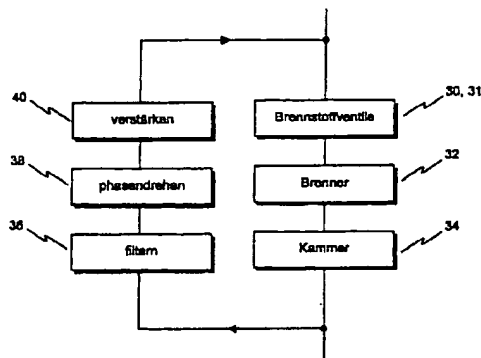 40
verstärken
Brennstoffventile
30, 31
38
phasendrehen
Brenner
32
36
filtern
Kammer
34